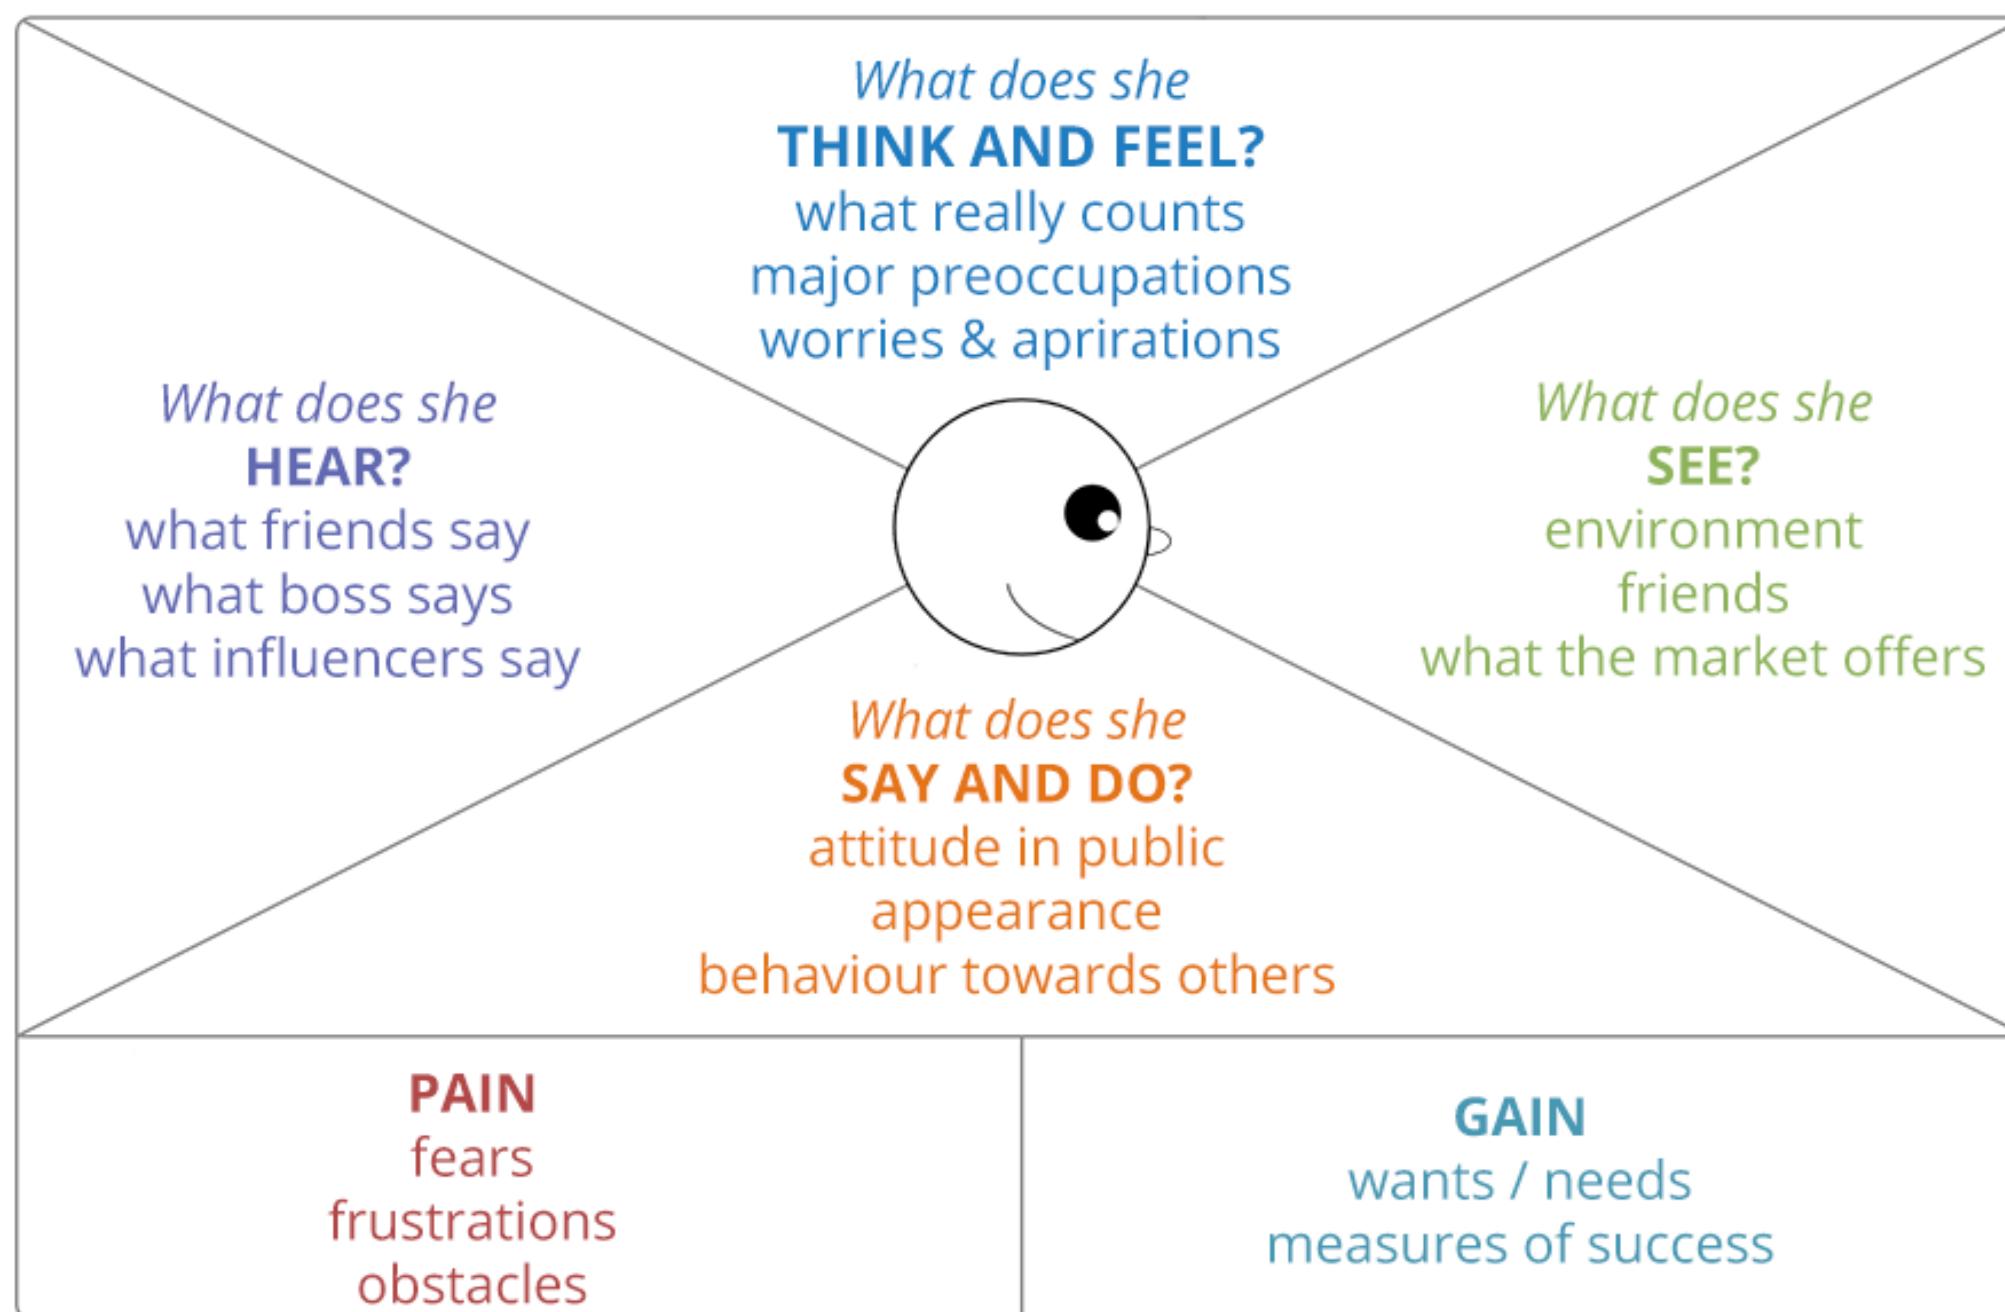 What does she
THINK AND FEEL?
what really counts
major preoccupations
worries & aprirations
What does she
HEAR?
what friends say
what boss says
what influencers say
What does she
SEE?
environment
friends
what the market offers
What does she
SAY AND DO?
attitude in public
appearance
behaviour towards others
PAIN
fears
frustrations
obstacles
GAIN
wants / needs
measures of success